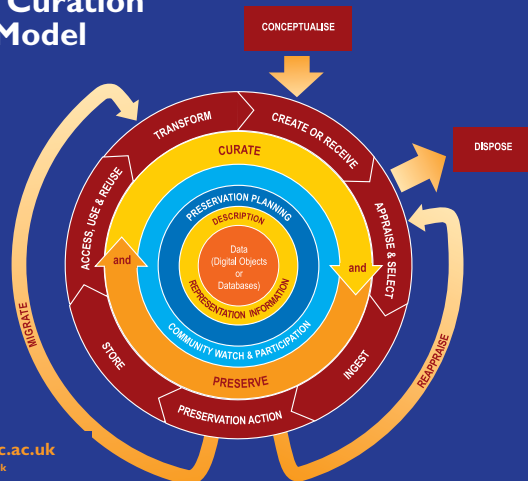 Curation
Model
CONCEPTUALISE
CREATE OR RECEIVE
DISPOSE
APPRAISE & SELECT
INGEST
PRESERVATION ACTION
STORE
ACCESS, USE & REUSE
TRANSFORM
CURATE
and
PRESERVE
and
COMMUNITY WATCH & PARTICIPATION
PRESERVATION PLANNING
DESCRIPTION
REPRESENTATION INFORMATION
Data
(Digital Objects
or
Databases)
MIGRATE
REAPPRAISE
c.ac.uk
k